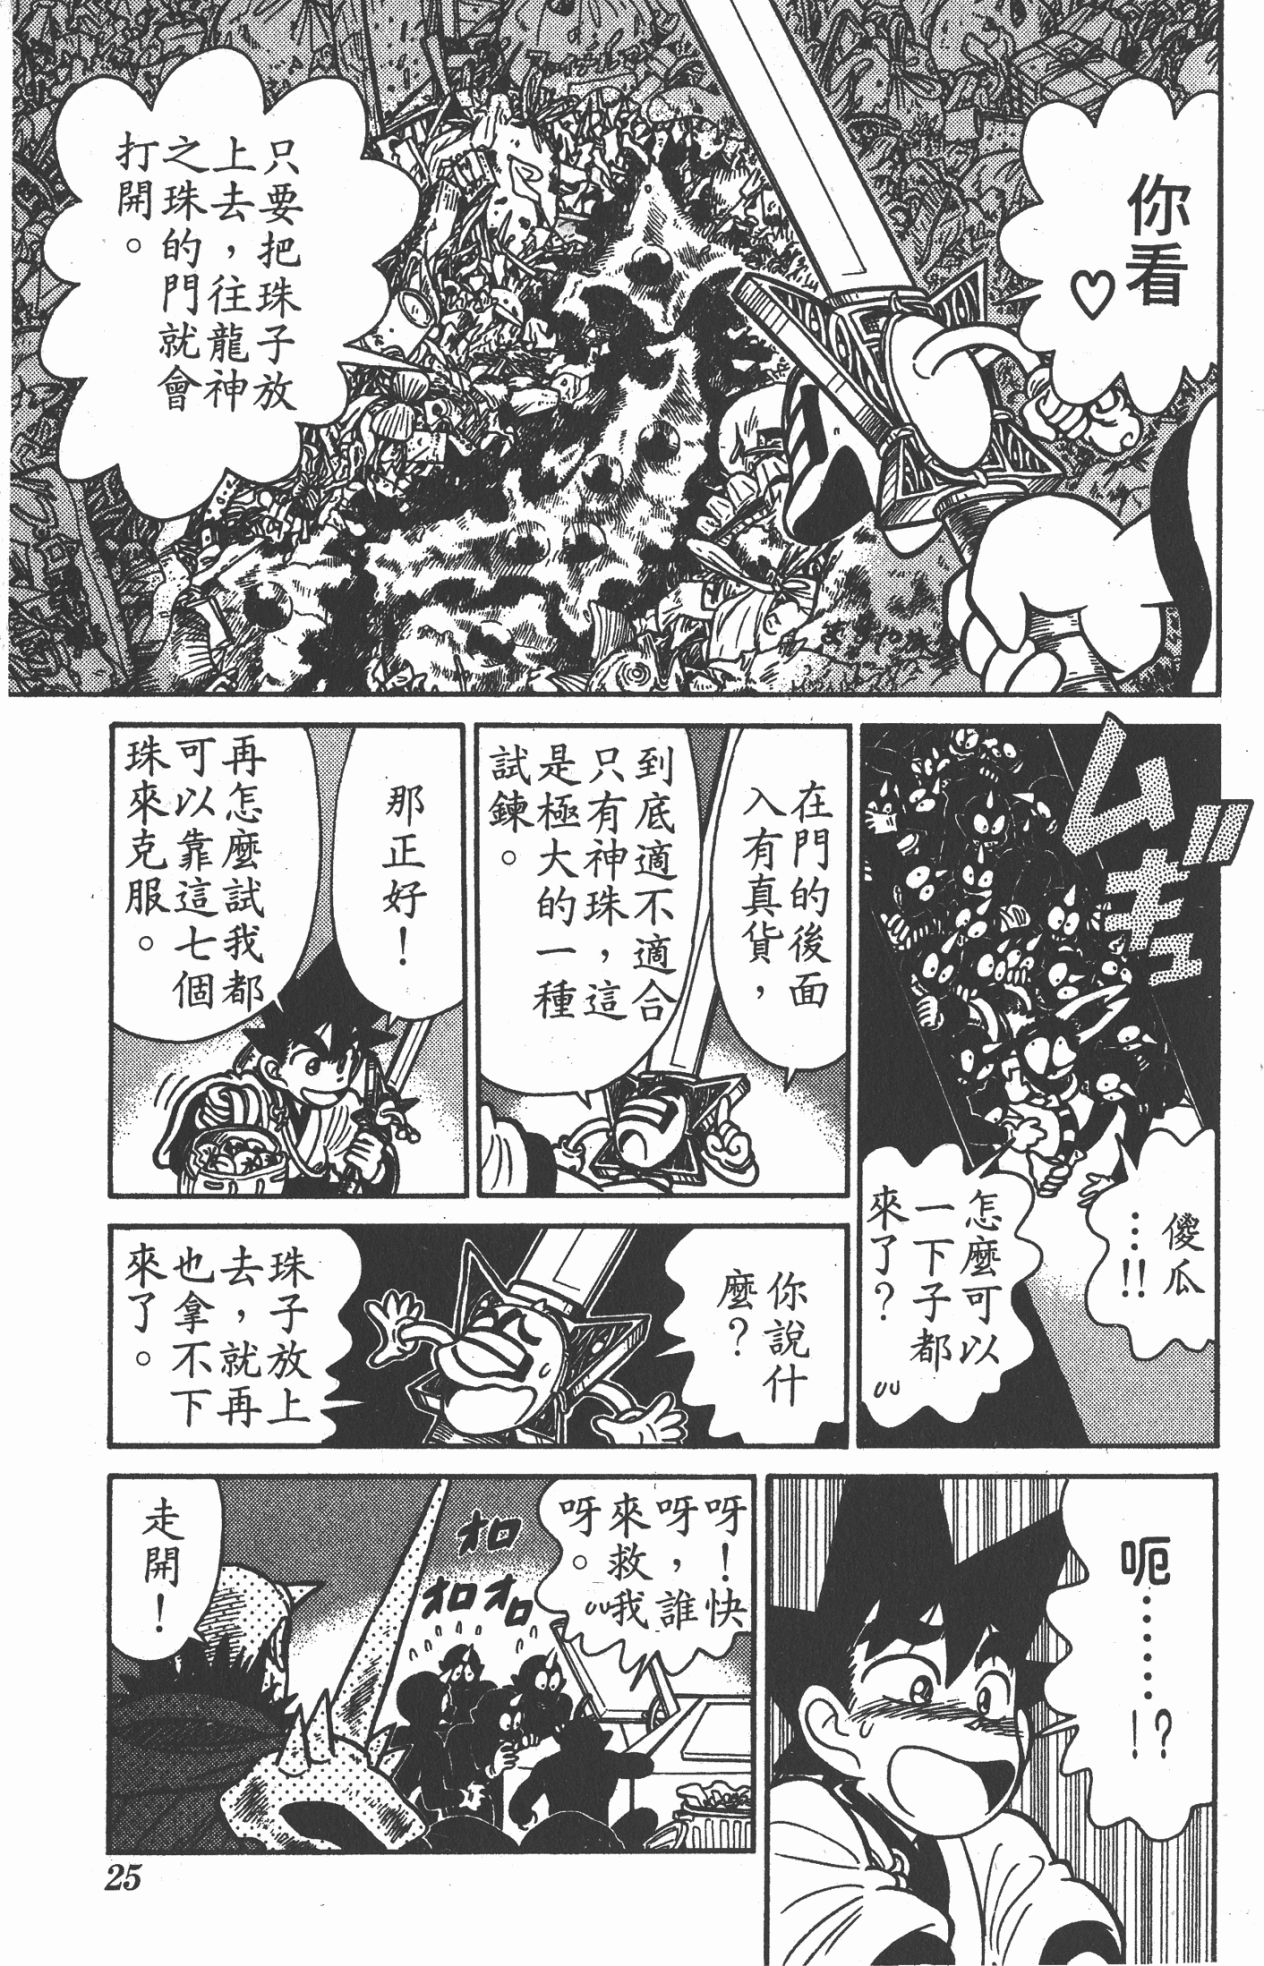 你看
♡
只要把珠子放
上去，往龍神
之珠的門就會
打開。
ムギュ!!
傻瓜
…!!
怎麼可以
一下子都
來了？
在門的後面
入有真貨，
到底適不適合
只有神珠，這
是極大的一種
試鍊。
那正好！
再怎麼試我都
可以靠這七個
珠來克服。
你說什
麼？
珠子放上
去，就再
也拿不下
來了。
呃……！？
呀！快
呀，誰
來救我
呀。
オロ
オロ
オロ
走開！
25